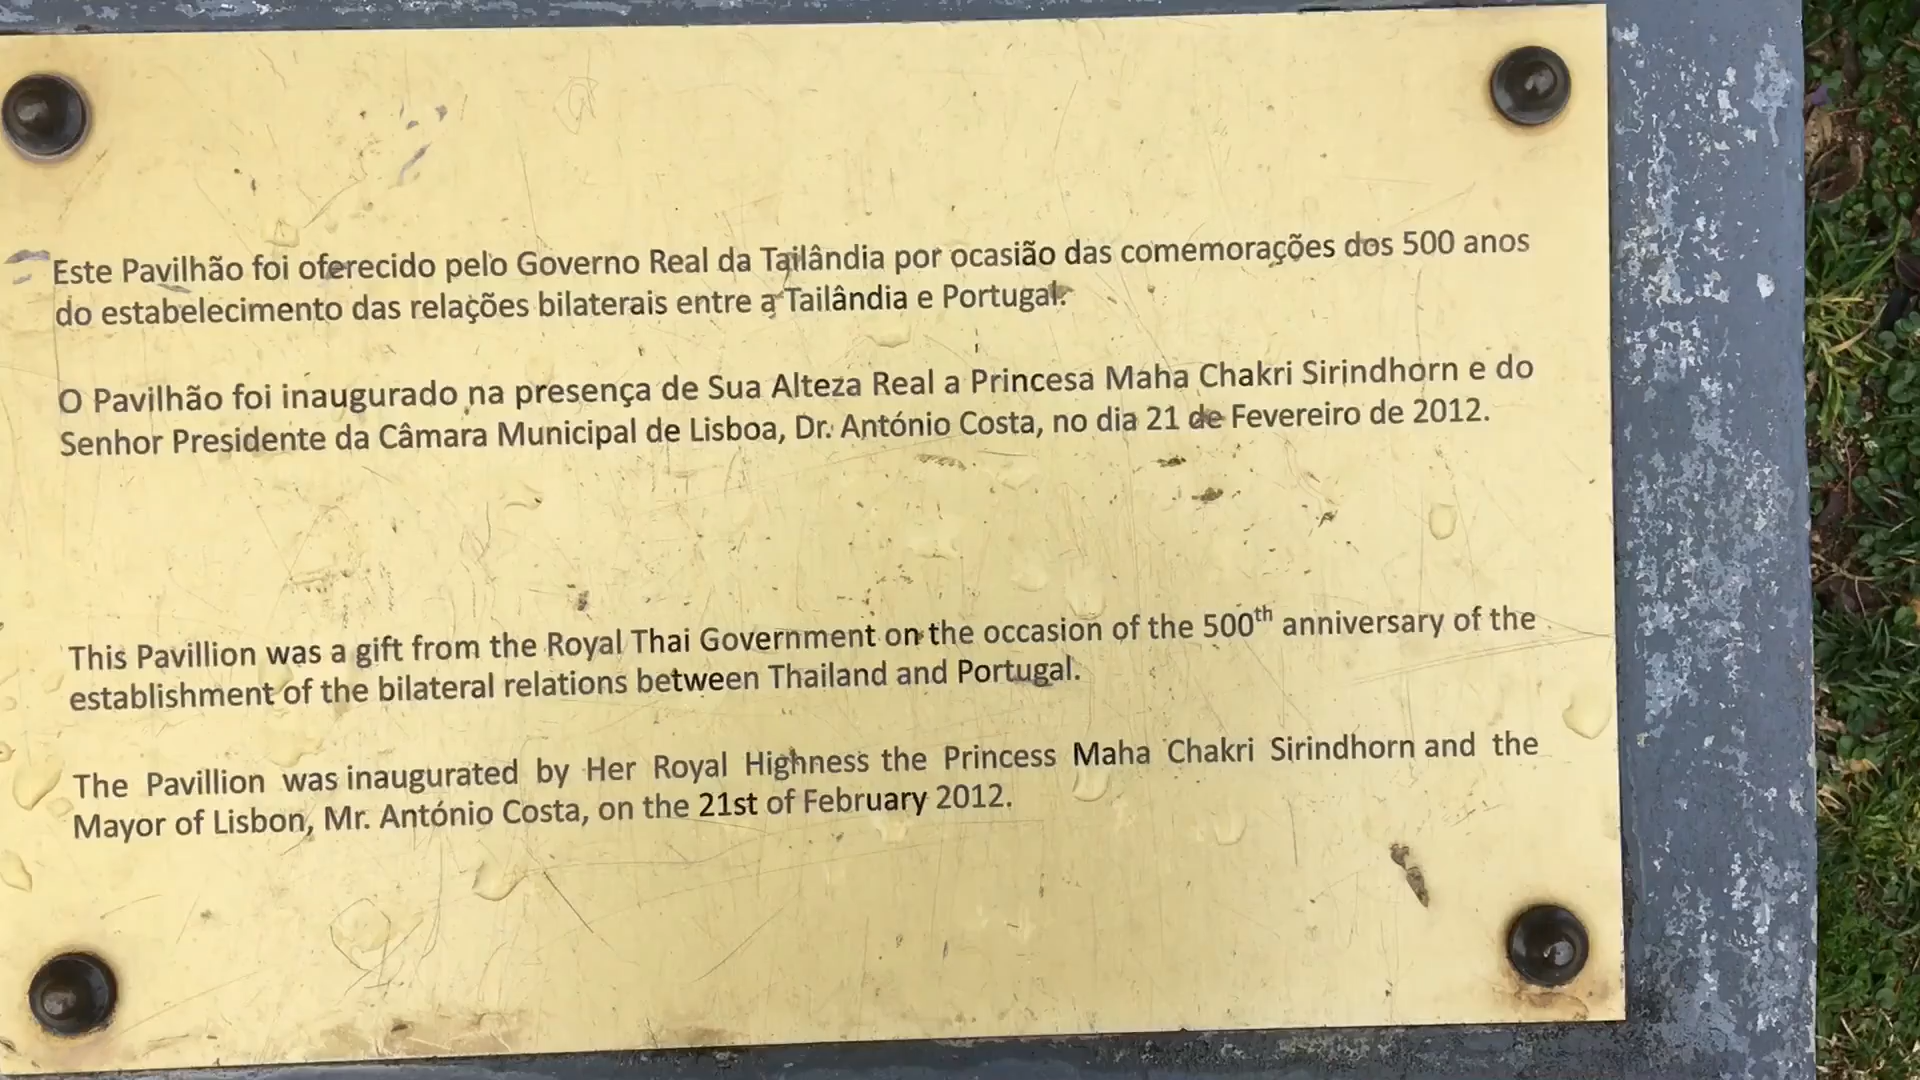 Este Pavilhão foi oferecido pelo Governo Real da Tailândia por ocasião das comemorações dos 500 anos
do estabelecimento das relações bilaterais entre a Tailândia e Portugal.
O Pavilhão foi inaugurado na presença de Sua Alteza Real a Princesa Maha Chakri Sirindhorn e do
Senhor Presidente da Câmara Municipal de Lisboa, Dr. António Costa, no dia 21 de Fevereiro de 2012.
This Pavillion was a gift from the Royal Thai Government on the occasion of the 500th anniversary of the
establishment of the bilateral relations between Thailand and Portugal.
The Pavillion was inaugurated by Her Royal Highness the Princess Maha Chakri Sirindhorn and the
Mayor of Lisbon, Mr. António Costa, on the 21st of February 2012.